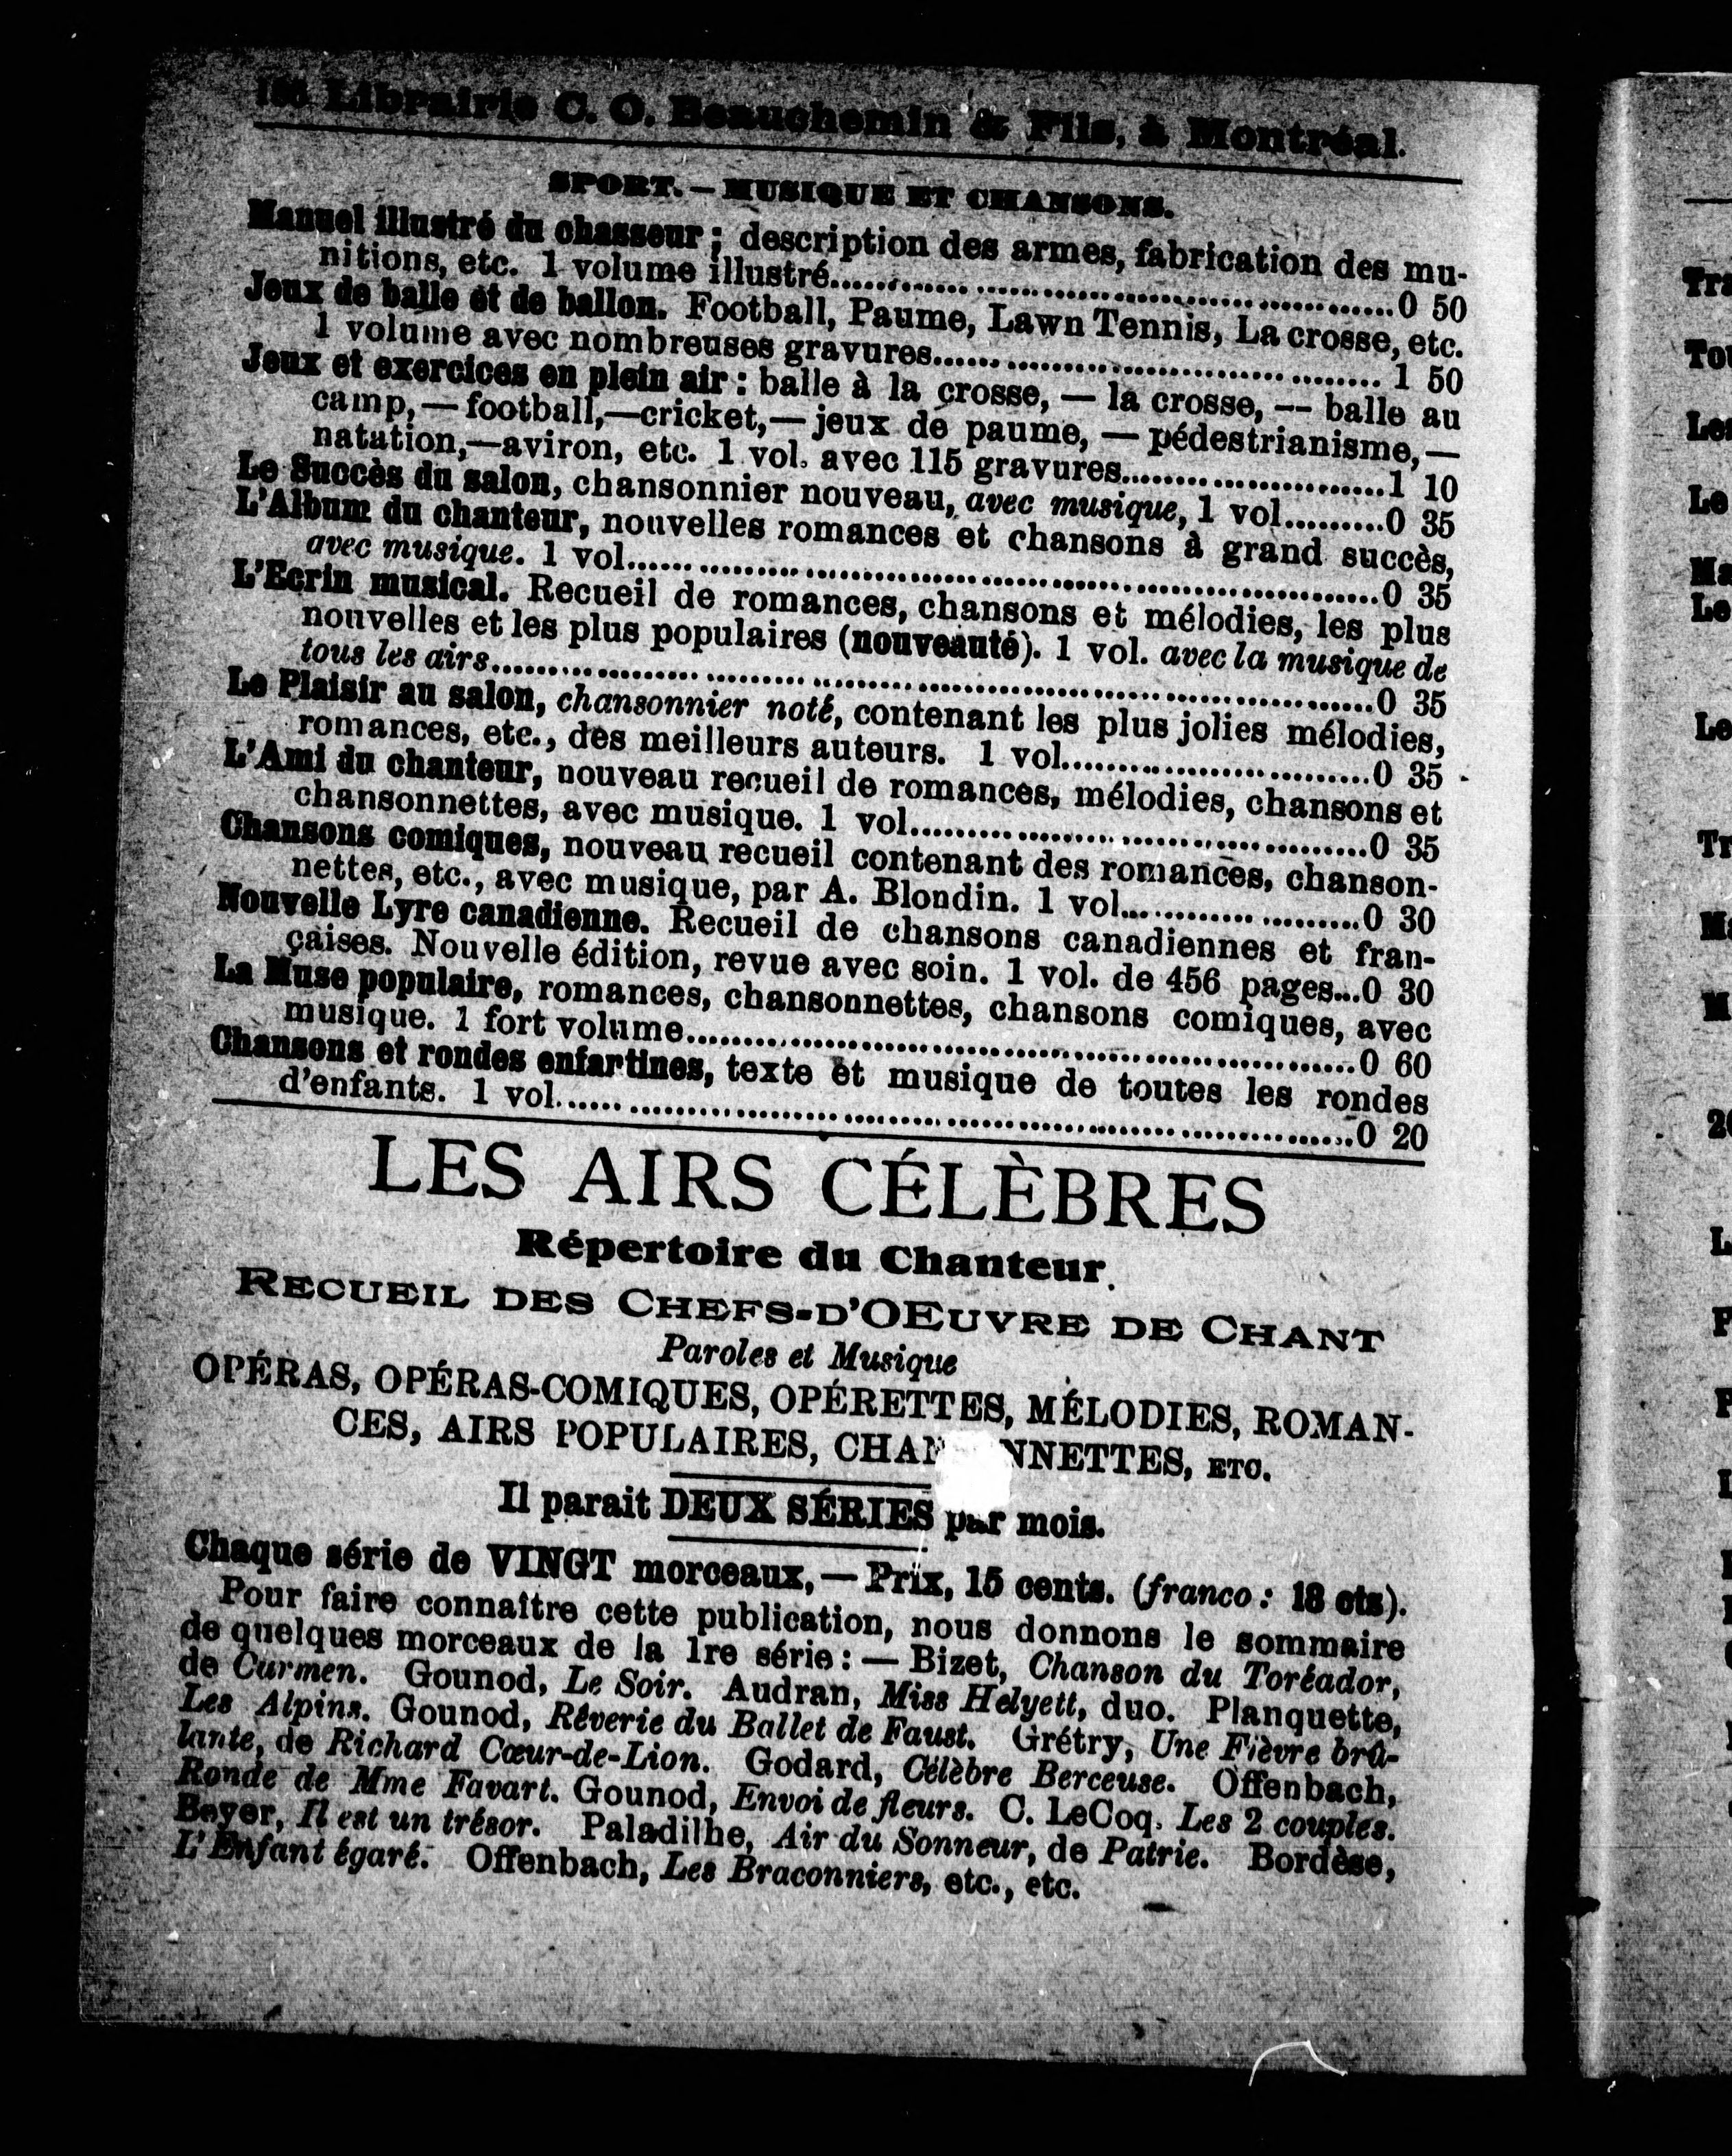 Librairie C. O. Beauchemin & Fils, à Montréal.
SPORT. — MUSIQUE ET CHANSONS.
Manuel illustré du chasseur ; description des armes, fabrication des mu-
nitions, etc. 1 volume illustré........................................0 50
Jeux de balle et de ballon. Football, Paume, Lawn Tennis, La crosse, etc.
1 volume avec nombreuses gravures........................................ 1 50
Jeux et exercices en plein air : balle à la crosse, — la crosse, -- balle au
camp, — football,—cricket,— jeux de paume, — pédestrianisme,—
natation,—aviron, etc. 1 vol. avec 115 gravures........................1 10
Le Succès du salon, chansonnier nouveau, avec musique, 1 vol..........0 35
L'Album du chanteur, nouvelles romances et chansons à grand succès,
avec musique. 1 vol........................................0 35
L'Ecrin musical. Recueil de romances, chansons et mélodies, les plus
nouvelles et les plus populaires (nouveauté). 1 vol. avec la musique de
tous les airs........................................0 35
Le Plaisir au salon, chansonnier noté, contenant les plus jolies mélodies,
romances, etc., des meilleurs auteurs. 1 vol..............................0 35
L'Ami du chanteur, nouveau recueil de romances, mélodies, chansons et
chansonnettes, avec musique. 1 vol........................................0 35
Chansons comiques, nouveau recueil contenant des romances, chanson-
nettes, etc., avec musique, par A. Blondin. 1 vol......................0 30
Nouvelle Lyre canadienne. Recueil de chansons canadiennes et fran-
çaises. Nouvelle édition, revue avec soin. 1 vol. de 456 pages...0 30
La Muse populaire, romances, chansonnettes, chansons comiques, avec
musique. 1 fort volume........................................0 60
Chansons et rondes enfantines, texte et musique de toutes les rondes
d'enfants. 1 vol........................................0 20
LES AIRS CÉLÈBRES
Répertoire du Chanteur.
RECUEIL DES CHEFS-D'OEUVRE DE CHANT
Paroles et Musique
OPÉRAS, OPÉRAS-COMIQUES, OPÉRETTES, MÉLODIES, ROMAN-
CES, AIRS POPULAIRES, CHAN NNETTES, ETC.
Il parait DEUX SÉRIES par mois.
Chaque série de VINGT morceaux, — Prix, 15 cents. (franco : 18 cts).
Pour faire connaître cette publication, nous donnons le sommaire
de quelques morceaux de la 1re série : — Bizet, Chanson du Toréador,
de Carmen. Gounod, Le Soir. Audran, Miss Helyett, duo. Planquette,
Les Alpins. Gounod, Rêverie du Ballet de Faust. Grétry, Une Fièvre brû-
lante, de Richard Cœur-de-Lion. Godard, Célèbre Berceuse. Offenbach,
Ronde de Mme Favart. Gounod, Envoi de fleurs. C. LeCoq. Les 2 couples.
Beyer, Il est un trésor. Paladilhe, Air du Sonneur, de Patrie. Bordèse,
L'Enfant égaré. Offenbach, Les Braconniers, etc., etc.